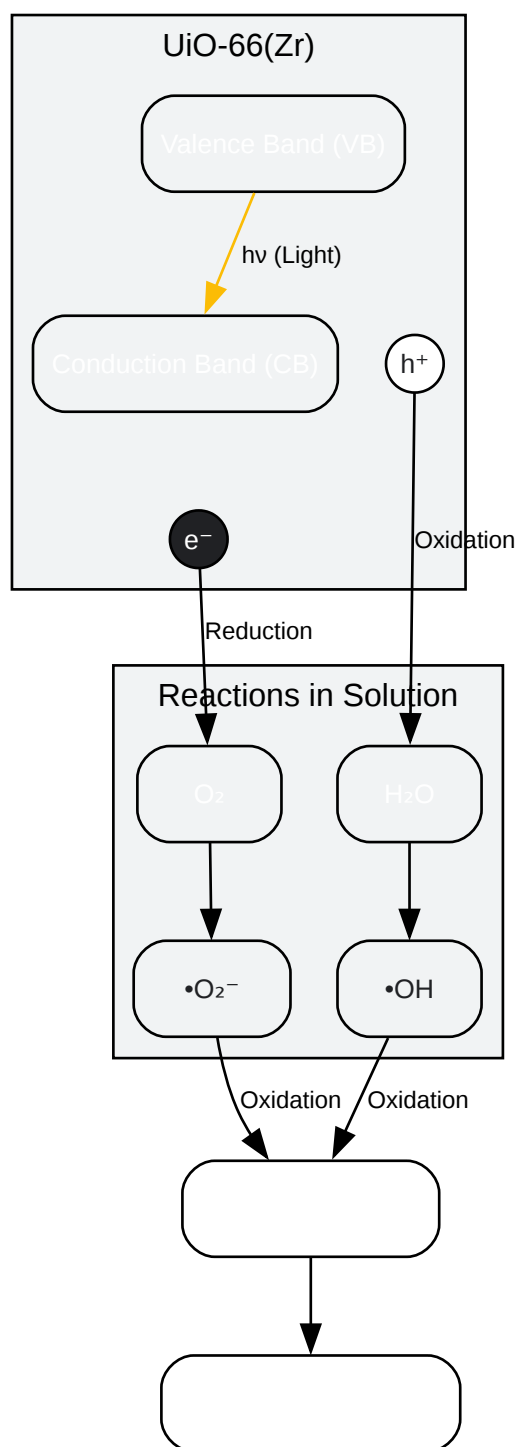 UiO-66(Zr)
Valence Band (VB)
hν (Light)
Conduction Band (CB)
h⁺
e⁻
Oxidation
Reduction
Reactions in Solution
O₂
H₂O
•O₂⁻
•OH
Oxidation
Oxidation